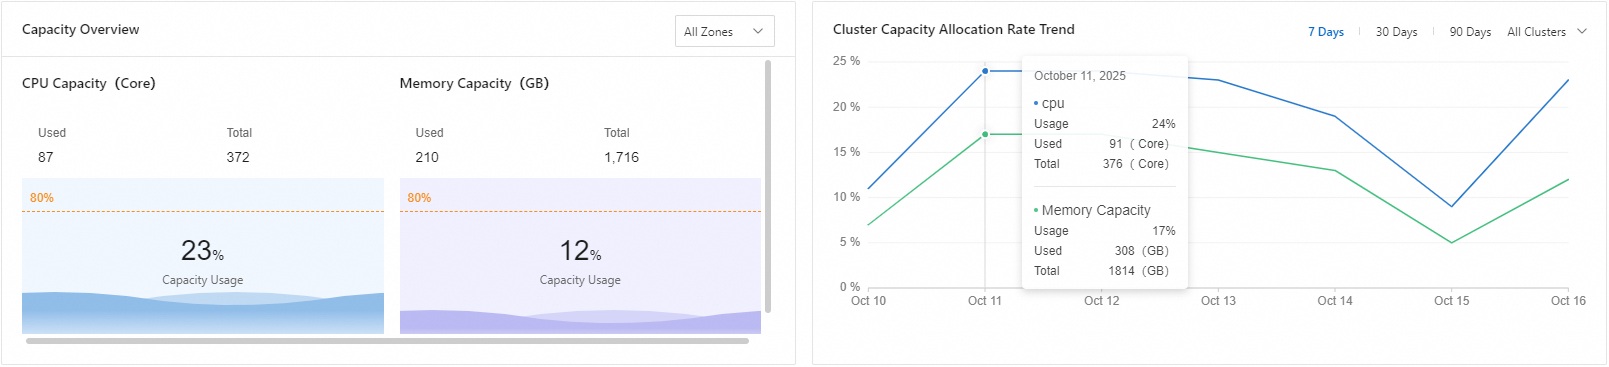 Capacity Overview
All Zones
CPU Capacity（Core）
Memory Capacity（GB）
Used
Total
Used
Total
87
372
210
1,716
80%
80%
23%
12%
Capacity Usage
Capacity Usage
Cluster Capacity Allocation Rate Trend
7 Days
30 Days
90 Days
All Clusters
25 %
20 %
15 %
10 %
5 %
0 %
October 11, 2025
cpu
Usage 24%
Used 91（ Core）
Total 376（ Core）
Memory Capacity
Usage 17%
Used 308（GB）
Total 1814（GB）
Oct 10
Oct 11
Oct 12
Oct 13
Oct 14
Oct 15
Oct 16